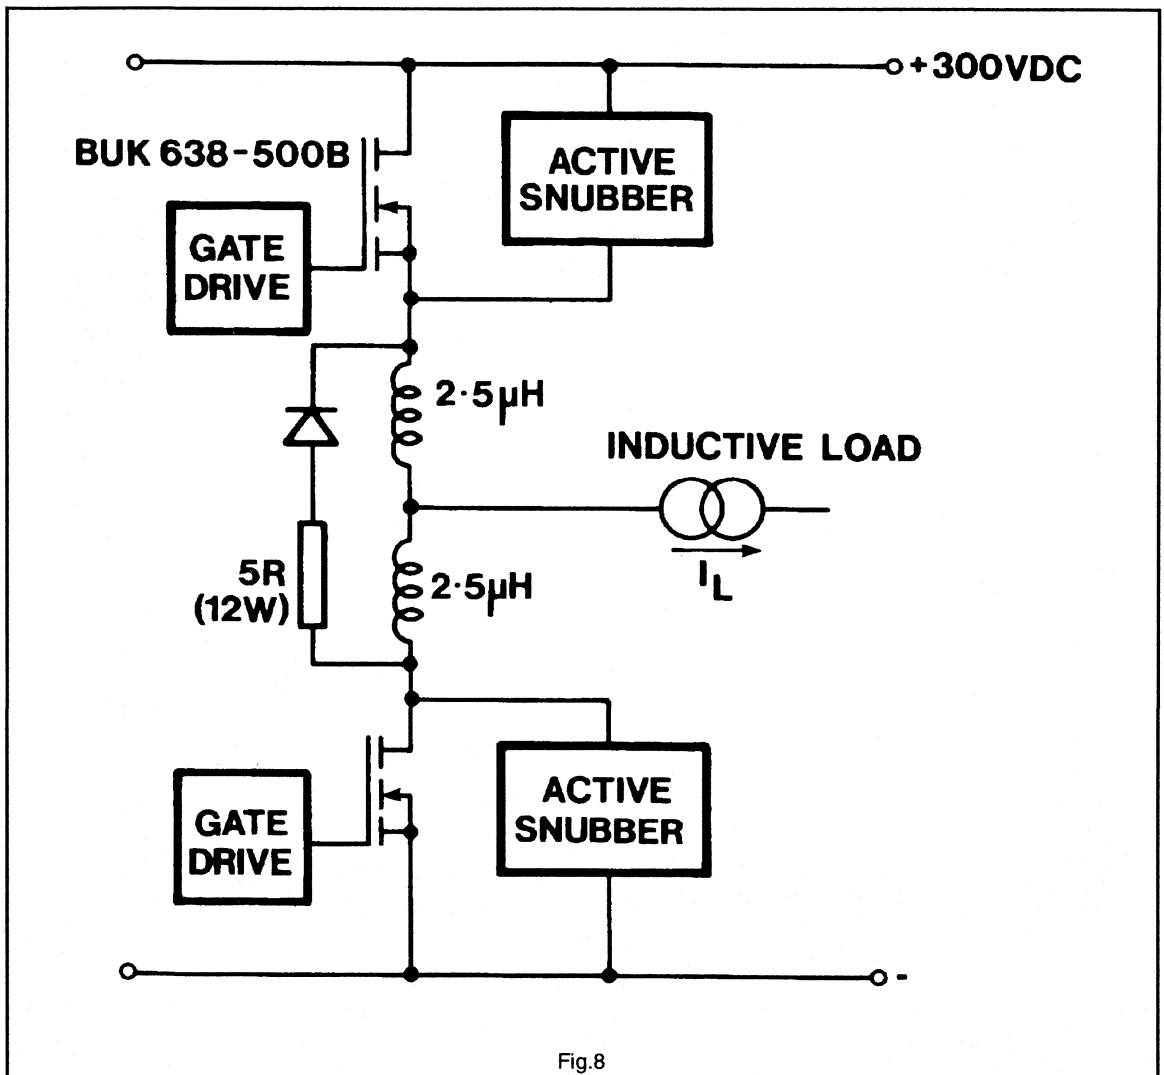 +300VDC
BUK 638-500B
ACTIVE
SNUBBER
GATE
DRIVE
2·5µH
INDUCTIVE LOAD
I L
5R
(12W)
2·5µH
GATE
DRIVE
ACTIVE
SNUBBER
-
Fig.8